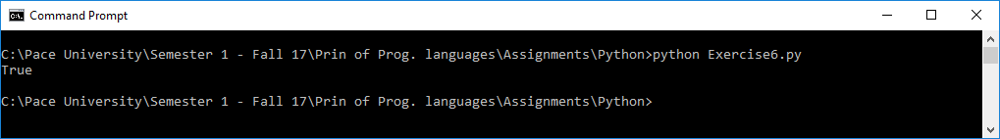 Command Prompt
C:\Pace University\Semester 1 - Fall 17\Prin of Prog. languages\Assignments\Python>python Exercise6.py
True
C:\Pace University\Semester 1 - Fall 17\Prin of Prog. languages\Assignments\Python>